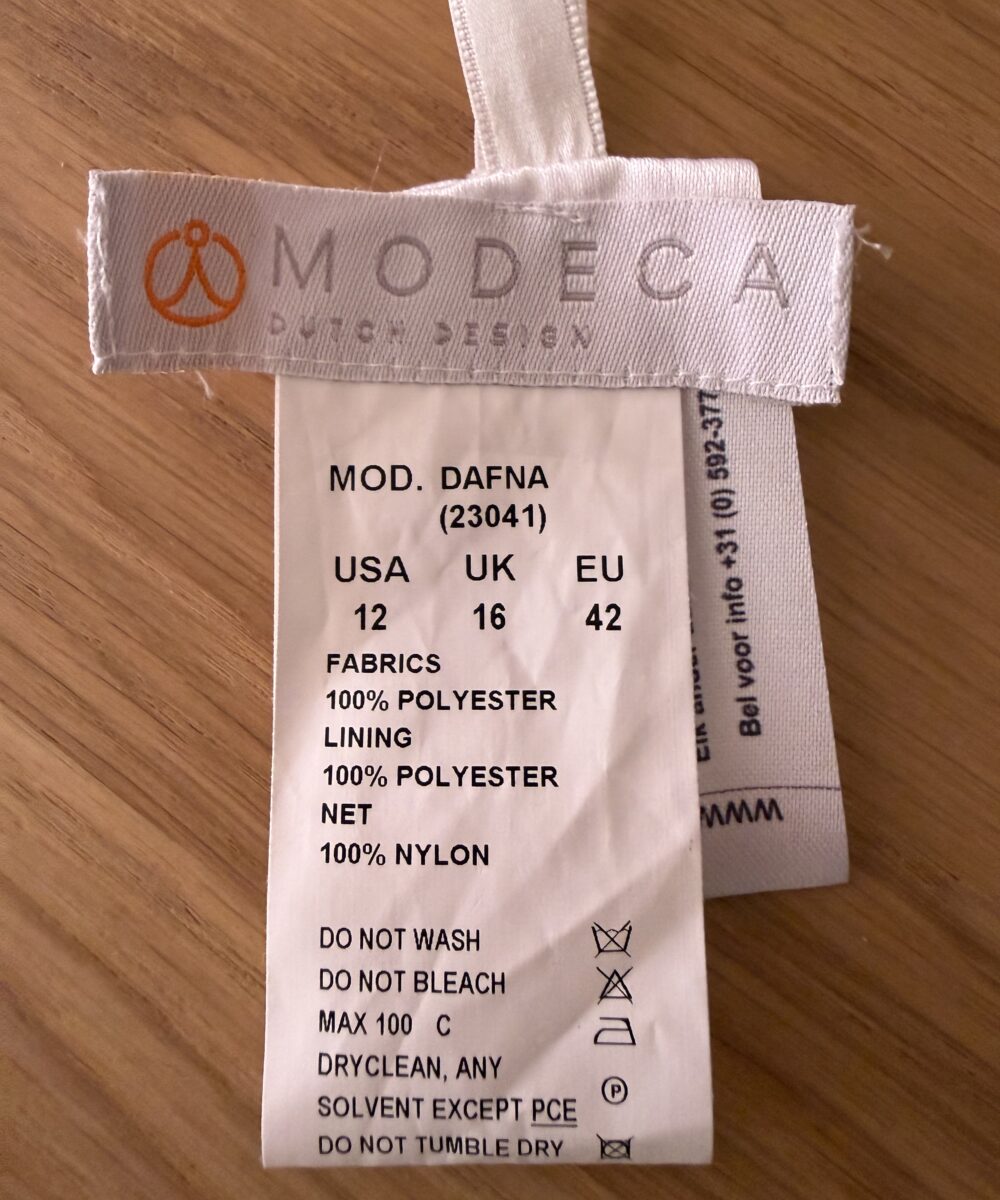 MODECA
DUTCH DESIGN
MOD. DAFNA
(23041)
USA UK EU
12 16 42
FABRICS
100% POLYESTER
LINING
100% POLYESTER
NET
100% NYLON
DO NOT WASH
DO NOT BLEACH
MAX 100 C
DRYCLEAN, ANY
SOLVENT EXCEPT PCE
P
DO NOT TUMBLE DRY
Elk
Bel voor info +31 (0) 592-377